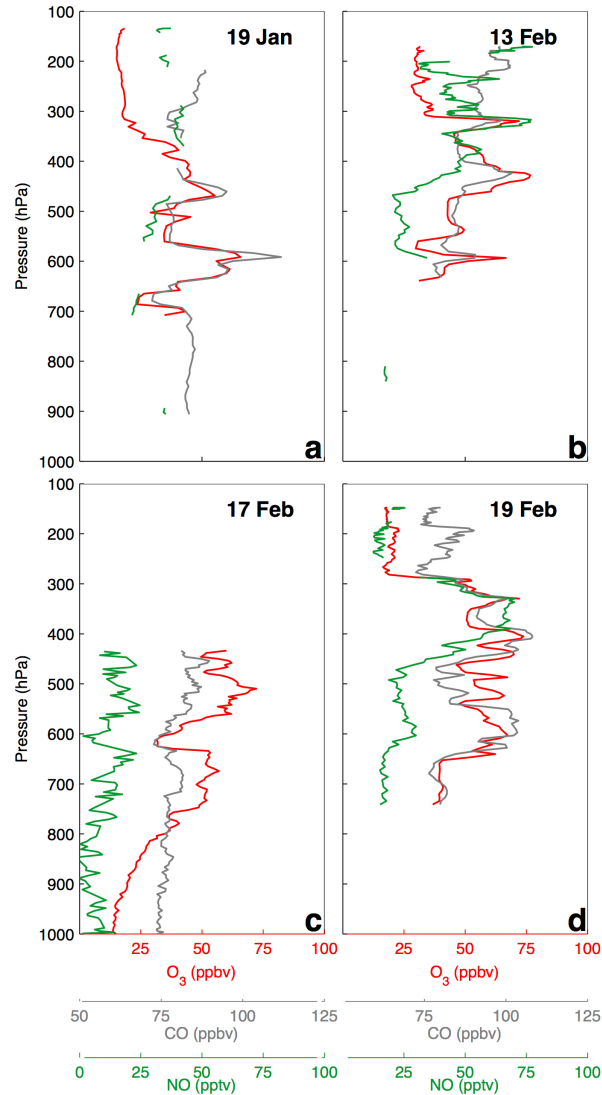 19 Jan
13 Feb
100
200
300
400
500
600
700
800
900
1000
Pressure (hPa)
a
b
17 Feb
19 Feb
100
200
300
400
500
600
700
800
900
1000
Pressure (hPa)
c
d
25 50 75 100
25 50 75 100
O3 (ppbv)
O3 (ppbv)
50 75 100 125
75 100 125
CO (ppbv)
CO (ppbv)
0 25 50 75 100
25 50 75 100
NO (pptv)
NO (pptv)